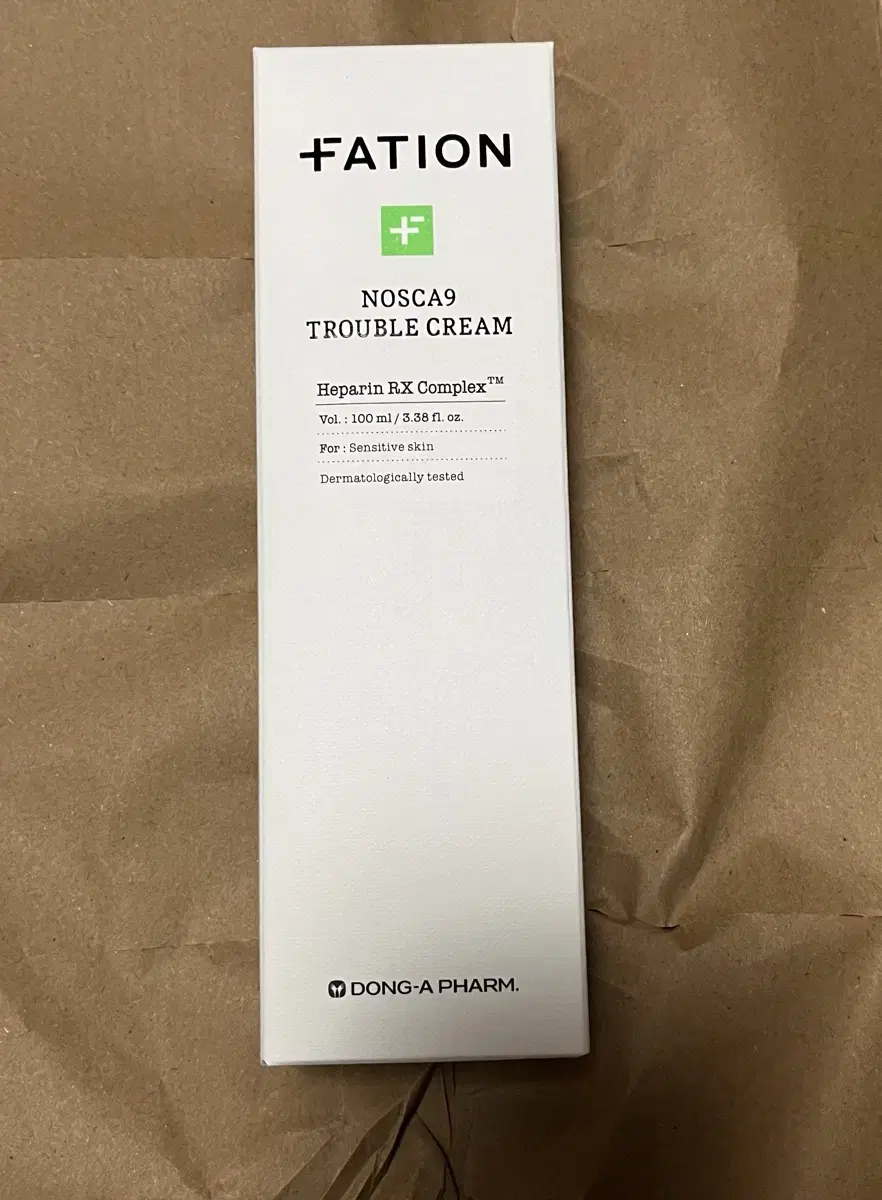 FATION
NOSCA9
TROUBLE CREAM
Heparin RX Complex™
Vol. : 100 ml / 3.38 fl. oz.
For : Sensitive skin
Dermatologically tested
DONG-A PHARM.